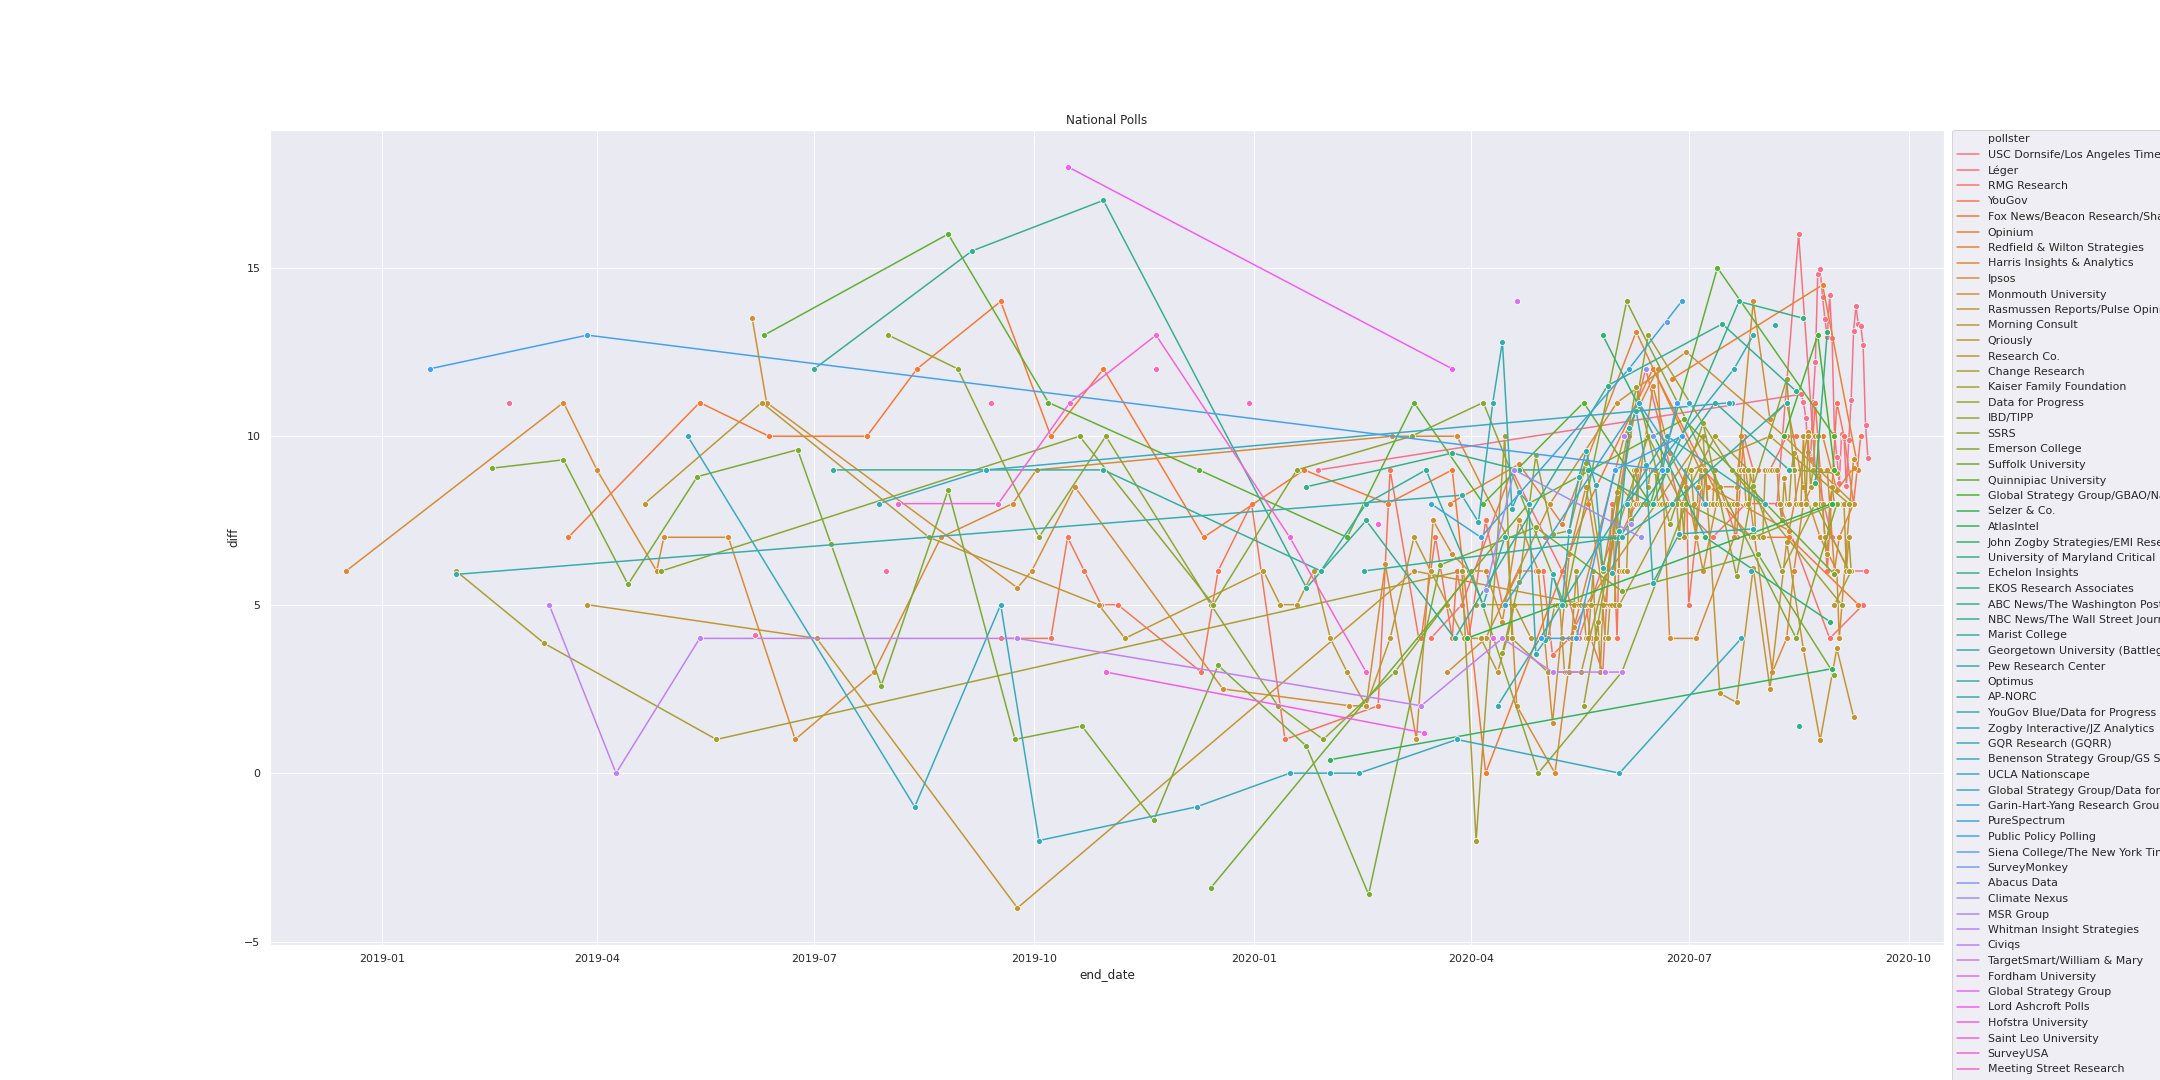 National Polls
diff
15
10
5
0
−5
2019-01
2019-04
2019-07
2019-10
2020-01
2020-04
2020-07
2020-10
end_date
pollster
USC Dornsife/Los Angeles Time
Léger
RMG Research
YouGov
Fox News/Beacon Research/Sha
Opinium
Redfield & Wilton Strategies
Harris Insights & Analytics
Ipsos
Monmouth University
Rasmussen Reports/Pulse Opin
Morning Consult
Qriously
Research Co.
Change Research
Kaiser Family Foundation
Data for Progress
IBD/TIPP
SSRS
Emerson College
Suffolk University
Quinnipiac University
Global Strategy Group/GBAO/Na
Selzer & Co.
AtlasIntel
John Zogby Strategies/EMI Rese
University of Maryland Critical
Echelon Insights
EKOS Research Associates
ABC News/The Washington Post
NBC News/The Wall Street Journ
Marist College
Georgetown University (Battleg
Pew Research Center
Optimus
AP-NORC
YouGov Blue/Data for Progress
Zogby Interactive/JZ Analytics
GQR Research (GQRR)
Benenson Strategy Group/GS S
UCLA Nationscape
Global Strategy Group/Data for
Garin-Hart-Yang Research Grou
PureSpectrum
Public Policy Polling
Siena College/The New York Tim
SurveyMonkey
Abacus Data
Climate Nexus
MSR Group
Whitman Insight Strategies
Civiqs
TargetSmart/William & Mary
Fordham University
Global Strategy Group
Lord Ashcroft Polls
Hofstra University
Saint Leo University
SurveyUSA
Meeting Street Research